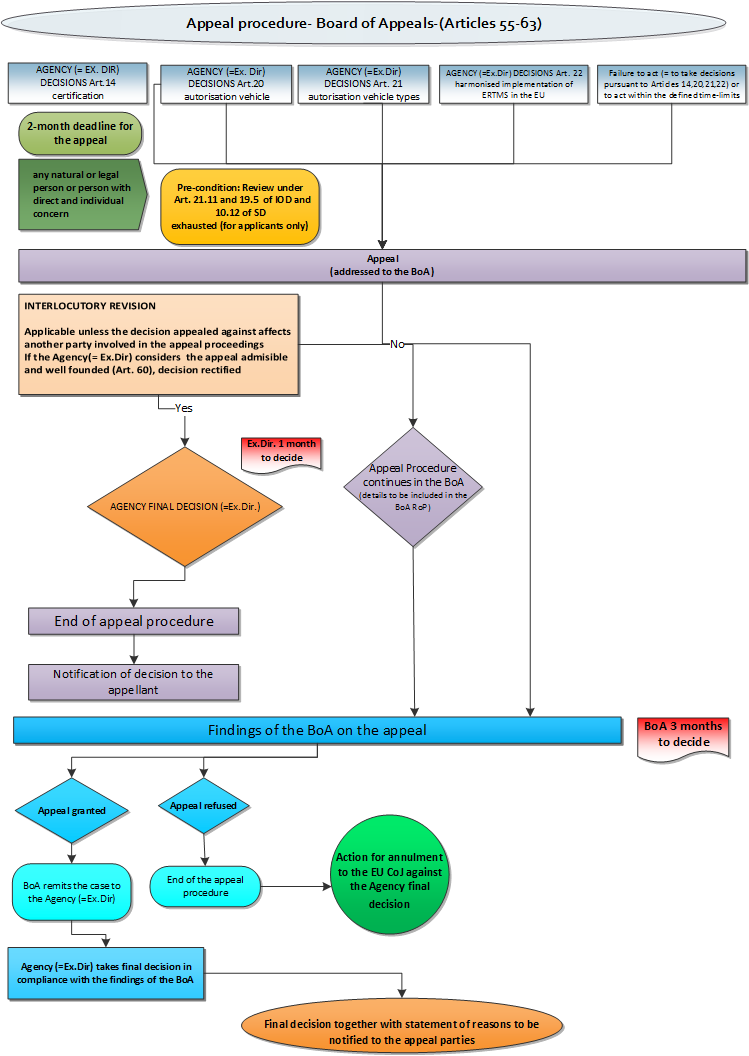 Appeal procedure- Board of Appeals-(Articles 55-63)
AGENCY (= EX. DIR)
DECISIONS Art.14
certification
AGENCY (=Ex. Dir)
DECISIONS Art.20
autorisation vehicle
AGENCY (=Ex.Dir)
DECISIONS Art. 21
autorisation vehicle types
AGENCY (=Ex.Dir) DECISIONS Art. 22
harmonised implementation of
ERTMS in the EU
Failure to act (= to take decisions
pursuant to Articles 14,20,21,22) or
to act within the defined time-limits
2-month deadline for
the appeal
any natural or legal
person or person with
direct and individual
concern
Pre-condition: Review under
Art. 21.11 and 19.5 of IOD and
10.12 of SD
exhausted (for applicants only)
Appeal
(addressed to the BoA)
INTERLOCUTORY REVISION
Applicable unless the decision appealed against affects
another party involved in the appeal proceedings
If the Agency(= Ex.Dir) considers the appeal admisible
and well founded (Art. 60), decision rectified
No
Yes
Ex.Dir. 1 month
to decide
AGENCY FINAL DECISION (=Ex.Dir.)
Appeal Procedure
continues in the BoA
(details to be included in the
BoA RoP)
End of appeal procedure
Notification of decision to the
appellant
Findings of the BoA on the appeal
BoA 3 months
to decide
Appeal granted
Appeal refused
BoA remits the case to
the Agency (=Ex.Dir)
End of the appeal
procedure
Action for annulment
to the EU CoJ against
the Agency final
decision
Agency (=Ex.Dir) takes final decision in
compliance with the findings of the BoA
Final decision together with statement of reasons to be
notified to the appeal parties